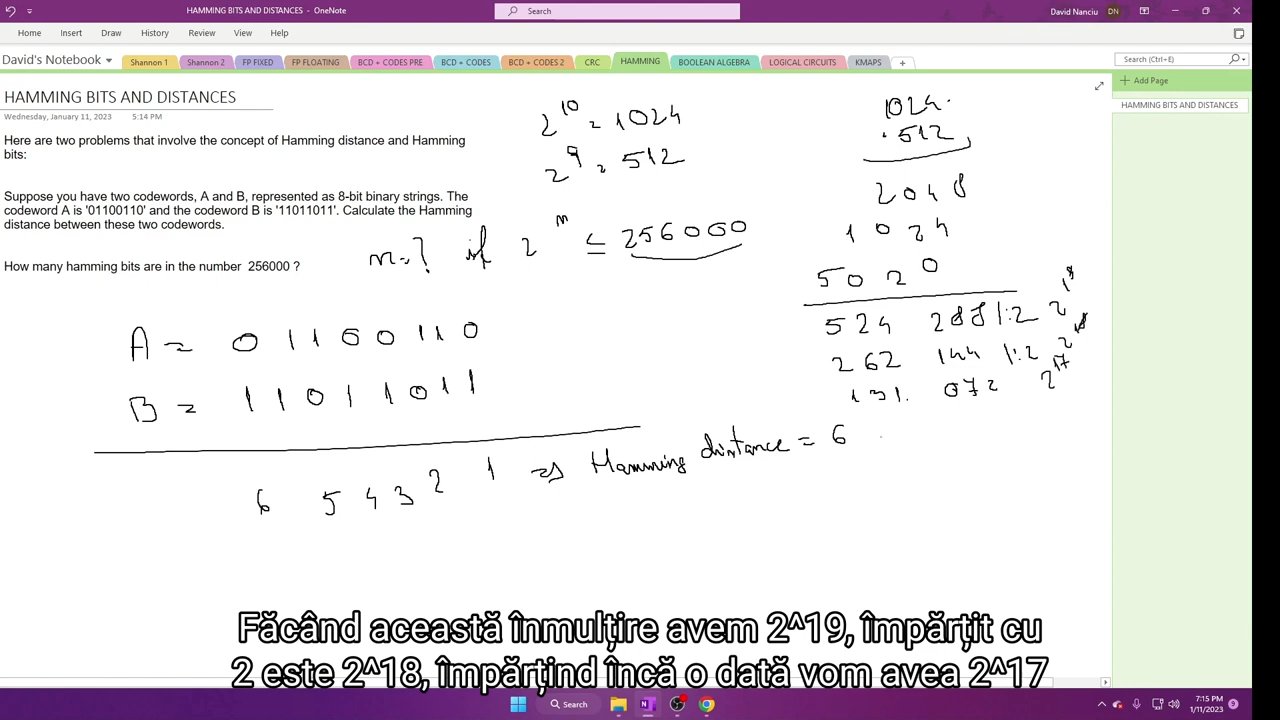 HAMMING BITS AND DISTANCES - OneNote
Search
David Nanciu DN
Home Insert Draw History Review View Help
David's Notebook
Shannon 1 Shannon 2 FP FIXED FP FLOATING BCD + CODES PRE BCD + CODES BCD + CODES 2 CRC HAMMING BOOLEAN ALGEBRA LOGICAL CIRCUITS KMAPS +
Search (Ctrl+E)
Add Page
HAMMING BITS AND DISTANCES
HAMMING BITS AND DISTANCES
Wednesday, January 11, 2023 5:14 PM
Here are two problems that involve the concept of Hamming distance and Hamming
bits:
Suppose you have two codewords, A and B, represented as 8-bit binary strings. The
codeword A is '01100110' and the codeword B is '11011011'. Calculate the Hamming
distance between these two codewords.
How many hamming bits are in the number 256000 ?
2^10 = 1024
2^9 = 512
m=? if 2^m ≤ 256000
1024 ·
· 512
2048
1024
5020
524 288 |:2
262 144 |:2 2^18
131. 072 2^17
A = 01100110
B = 11011011
6 5 4 3 2 1 => Hamming distance = 6
Făcând această înmulțire avem 2^19, împărțit cu
2 este 2^18, împărțind încă o dată vom avea 2^17
Search
7:15 PM
1/11/2023